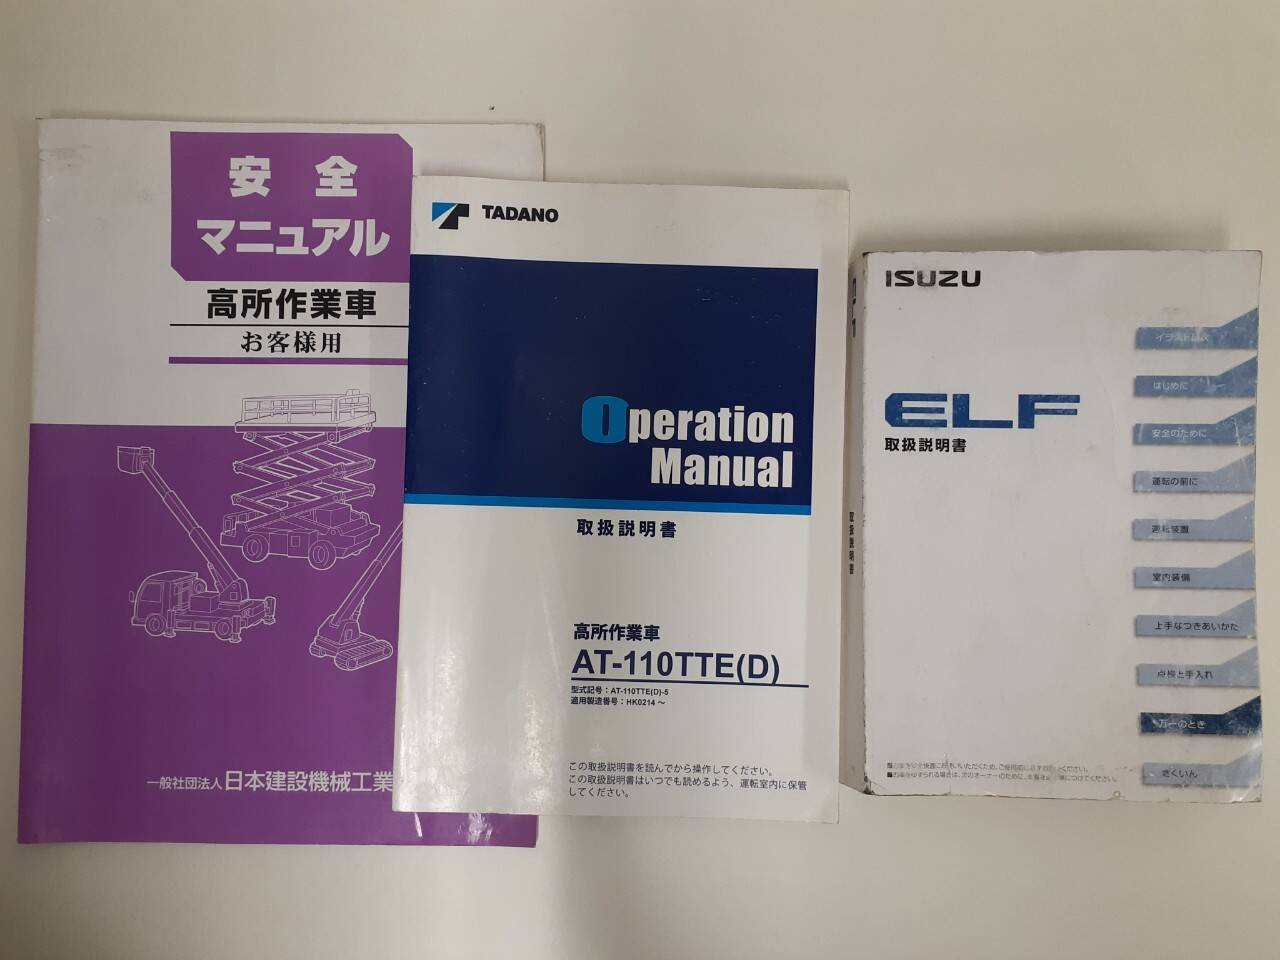 安 全
マニュアル
高所作業車
お客様用
一般社団法人 日本建設機械工業
TADANO
Operation
Manual
取扱説明書
高所作業車
AT-110TTE(D)
型式記号：AT-110TTE(D)-5
適用製造番号：HK0214 ～
この取扱説明書を読んでから操作してください。
この取扱説明書はいつでも読めるよう、運転室内に保管
してください。
取扱説明書
ISUZU
ELF
取扱説明書
はじめに
安全のために
運転の前に
運転装置
室内装備
上手なつきあいかた
点検と手入れ
万一のとき
さくいん